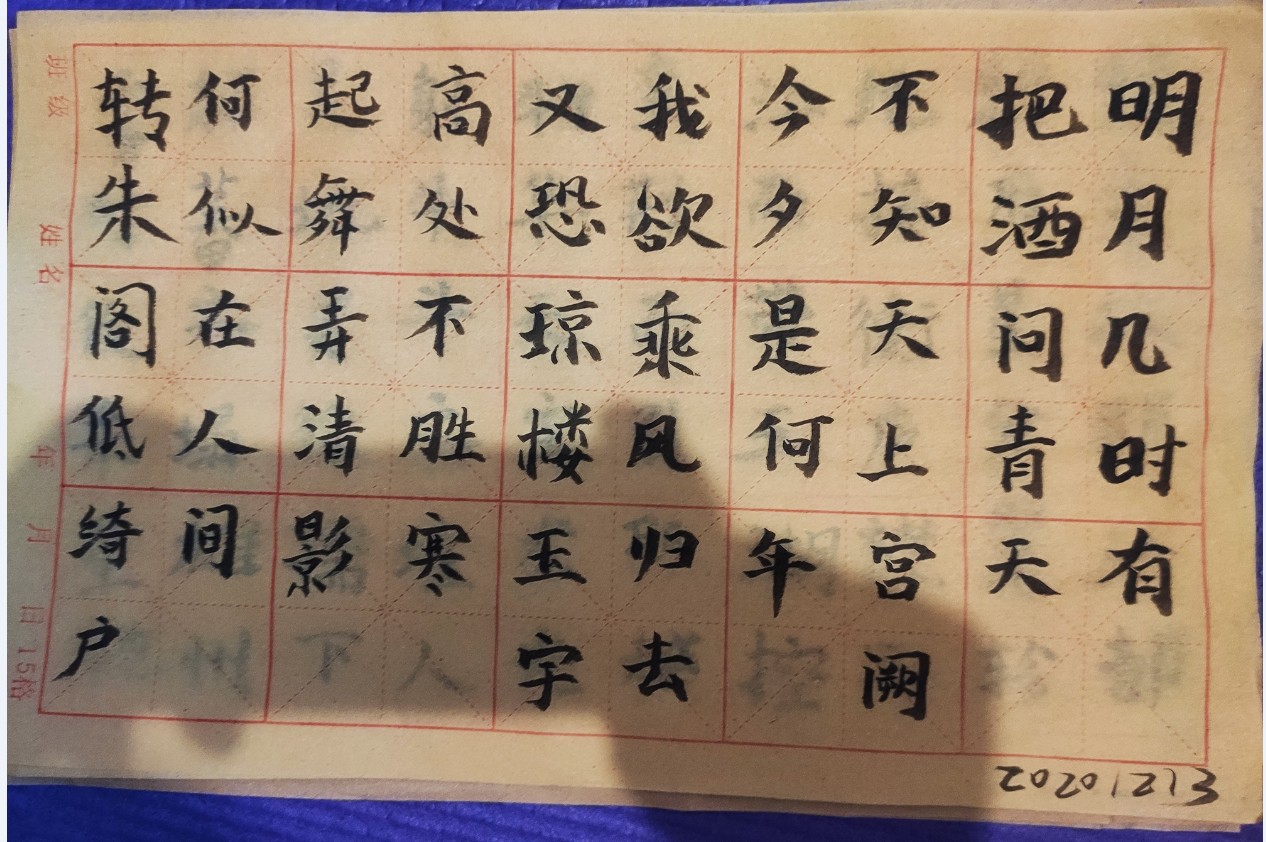 明月几时有
把酒问青天
不知天上宫阙
今夕是何年
我欲乘风归去
又恐琼楼玉宇
高处不胜寒
起舞弄清影
何似在人间
转朱阁低绮户
班级
姓名
年
月
日15格
20201213